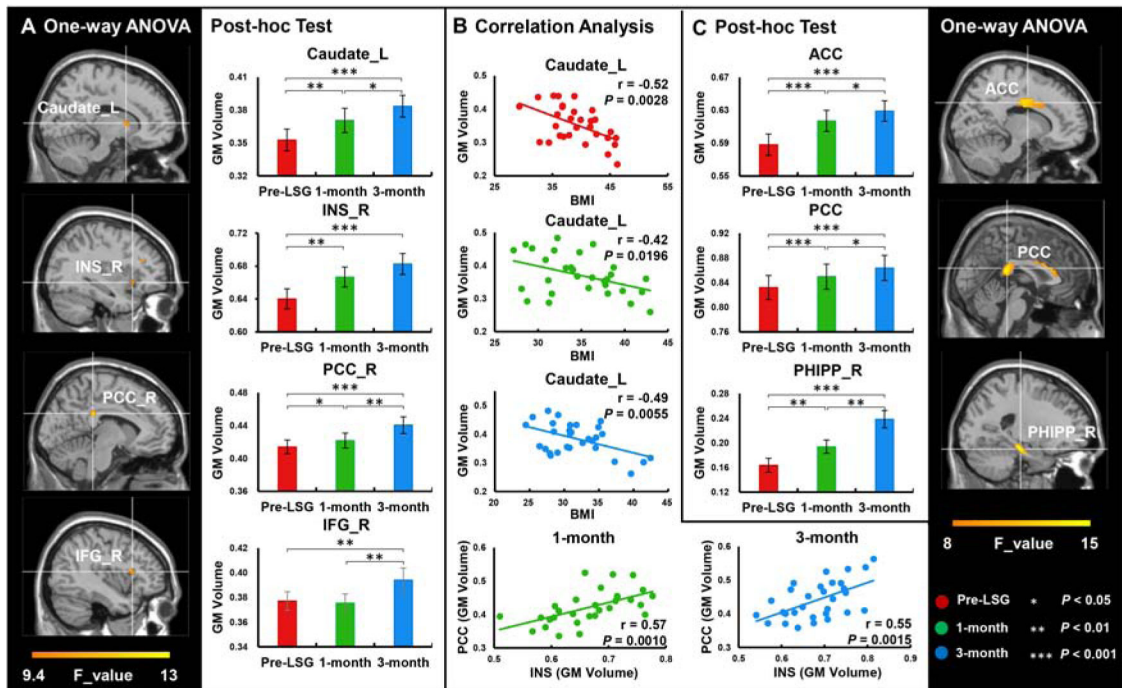 A One-way ANOVA
Caudate_L
INS_R
PCC_R
IFG_R
9.4 F_value 13
Post-hoc Test
Caudate_L
***
** *
GM Volume
0.41
0.38
0.35
0.32
Pre-LSG 1-month 3-month
INS_R
***
**
GM Volume
0.72
0.68
0.64
0.60
Pre-LSG 1-month 3-month
PCC_R
***
* **
GM Volume
0.48
0.44
0.40
0.36
Pre-LSG 1-month 3-month
IFG_R
**
**
GM Volume
0.42
0.40
0.38
0.36
0.34
Pre-LSG 1-month 3-month
B Correlation Analysis
Caudate_L
r = -0.52
P = 0.0028
GM Volume
0.5
0.4
0.3
0.2
25 35 45 55
BMI
Caudate_L
r = -0.42
P = 0.0196
GM Volume
0.5
0.4
0.3
0.2
25 30 35 40 45
BMI
Caudate_L
r = -0.49
P = 0.0055
GM Volume
0.5
0.4
0.3
0.2
20 25 30 35 40 45
BMI
1-month
r = 0.57
P = 0.0010
PCC (GM Volume)
0.6
0.5
0.4
0.3
0.5 0.6 0.7 0.8
INS (GM Volume)
3-month
r = 0.55
P = 0.0015
PCC (GM Volume)
0.6
0.5
0.4
0.3
0.5 0.6 0.7 0.8 0.9
INS (GM Volume)
C Post-hoc Test
ACC
***
*** *
GM Volume
0.67
0.63
0.59
0.55
Pre-LSG 1-month 3-month
PCC
***
*** *
GM Volume
0.92
0.88
0.84
0.80
0.76
Pre-LSG 1-month 3-month
PHIPP_R
***
** **
GM Volume
0.28
0.24
0.20
0.16
0.12
Pre-LSG 1-month 3-month
One-way ANOVA
ACC
PCC
PHIPP_R
8 F_value 15
Pre-LSG * P < 0.05
1-month ** P < 0.01
3-month *** P < 0.001